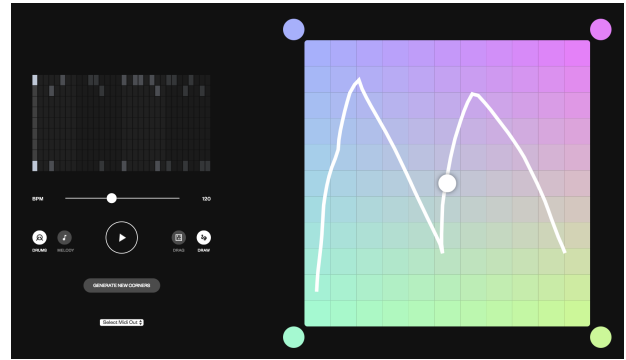 BPM
120
DRUMS MELODY DRAG DRAW
GENERATE NEW CORNERS
Select Midi Out